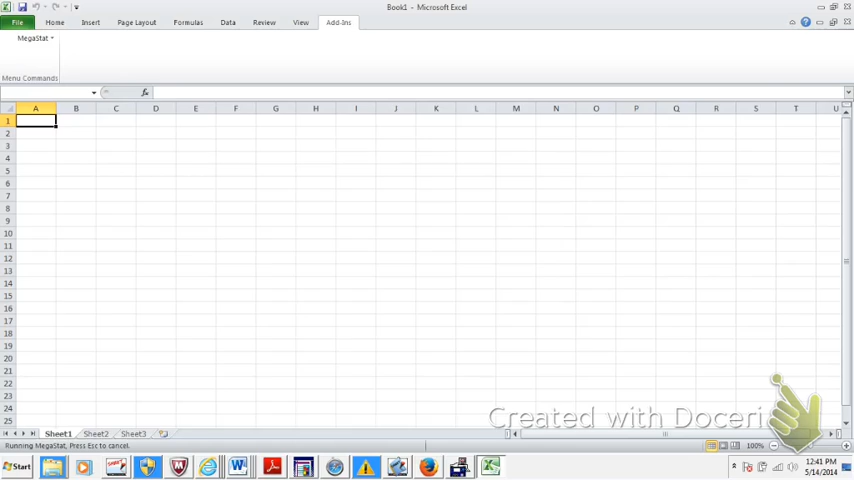 Book1 - Microsoft Excel
File Home Insert Page Layout Formulas Data Review View Add-Ins
MegaStat
Menu Commands
fx
A B C D E F G H I J K L M N O P Q R S T U
1
2
3
4
5
6
7
8
9
10
11
12
13
14
15
16
17
18
19
20
21
22
23
24
25
Created with Doceri
Sheet1 Sheet2 Sheet3
Running MegaStat, Press Esc to cancel.
100%
Start
12:41 PM
5/14/2014